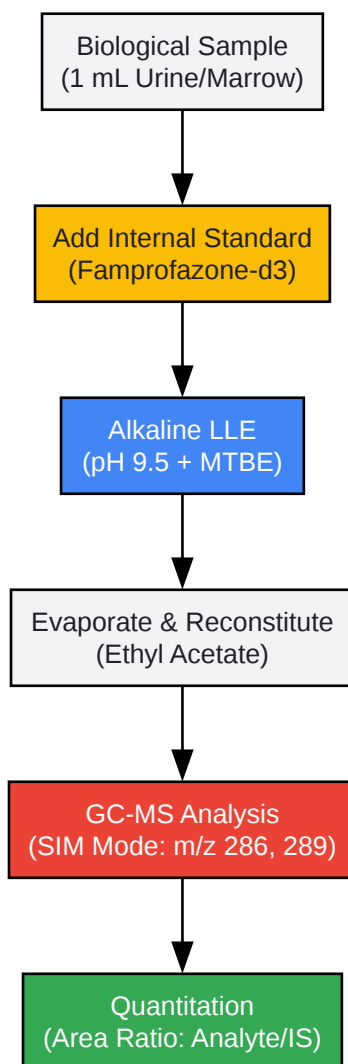 Biological Sample
(1 mL Urine/Marrow)
Add Internal Standard
(Famprofazone-d3)
Alkaline LLE
(pH 9.5 + MTBE)
Evaporate & Reconstitute
(Ethyl Acetate)
GC-MS Analysis
(SIM Mode: m/z 286, 289)
Quantitation
(Area Ratio: Analyte/IS)